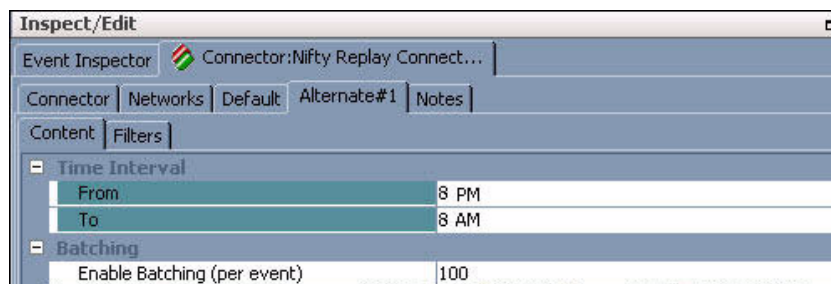 Inspect/Edit
Event Inspector Connector:Nifty Replay Connect...
Connector Networks Default Alternate#1 Notes
Content Filters
Time Interval
From 8 PM
To 8 AM
Batching
Enable Batching (per event) 100